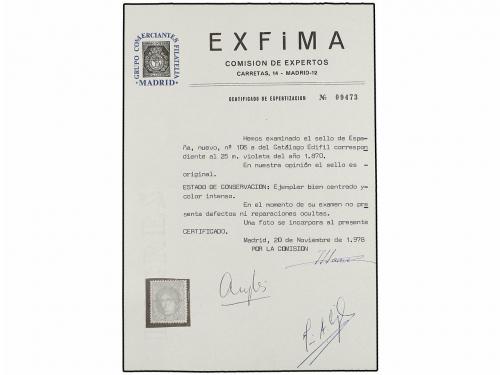 GRUPO COMERCIANTES FILATELIA
• MADRID •
EXFiMA
COMISION DE EXPERTOS
CARRETAS, 14 - MADRID-12
CERTIFICADO DE EXPERTIZACION Nº 09473
Hemos examinado el sello de Espa-
ña, nuevo, nº 106 a del Catálogo Edifil correspon
diente al 25 m. violeta del año 1.870.
En nuestra opinión el sello es-
original.
ESTADO DE CONSERVACION: Ejemplar bien centrado y-
color intenso.
En el momento de su examen no pre
senta defectos ni reparaciones ocultas.
Una foto se incorpora al presente
CERTIFICADO.
Madrid, 20 de Noviembre de 1.978
POR LA COMISION